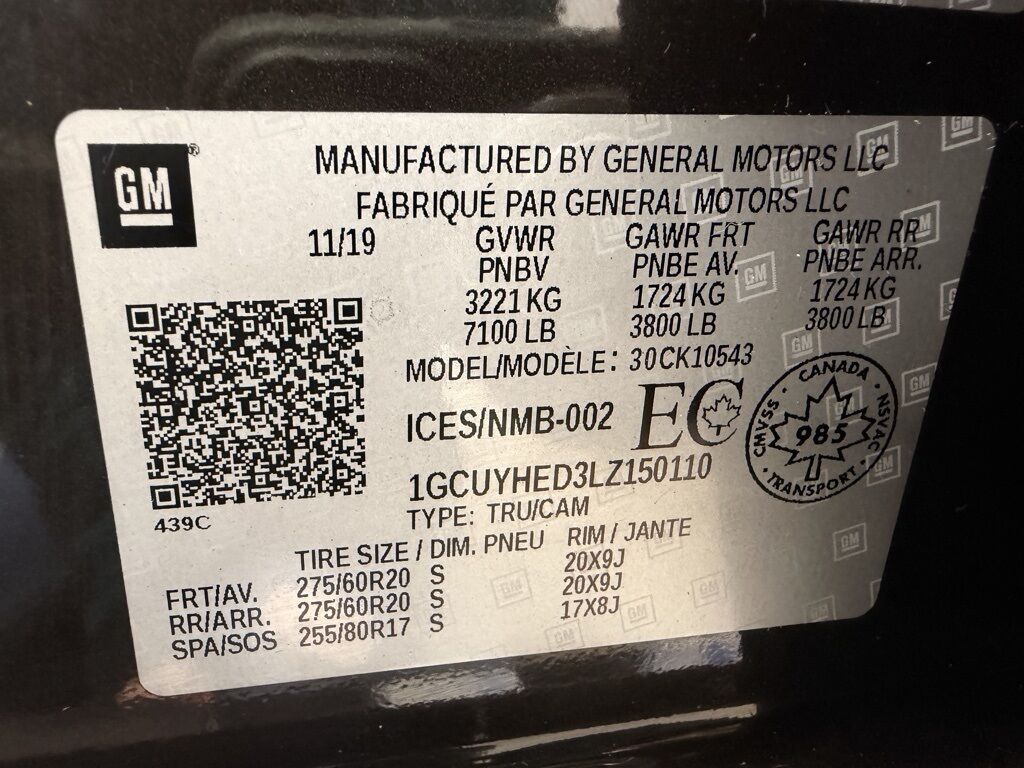 GM®
MANUFACTURED BY GENERAL MOTORS LLC
FABRIQUÉ PAR GENERAL MOTORS LLC
11/19 GVWR GAWR FRT GAWR RR
PNBV PNBE AV. PNBE ARR.
3221 KG 1724 KG 1724 KG
7100 LB 3800 LB 3800 LB
MODEL/MODÈLE: 30CK10543
ICES/NMB-002 EC
CANADA
CMVSS 985 NSVAC
TRANSPORT
1GCUYHED3LZ150110
TYPE: TRU/CAM
439C
TIRE SIZE / DIM. PNEU RIM / JANTE
FRT/AV. 275/60R20 S 20X9J
RR/ARR. 275/60R20 S 20X9J
SPA/SOS 255/80R17 S 17X8J